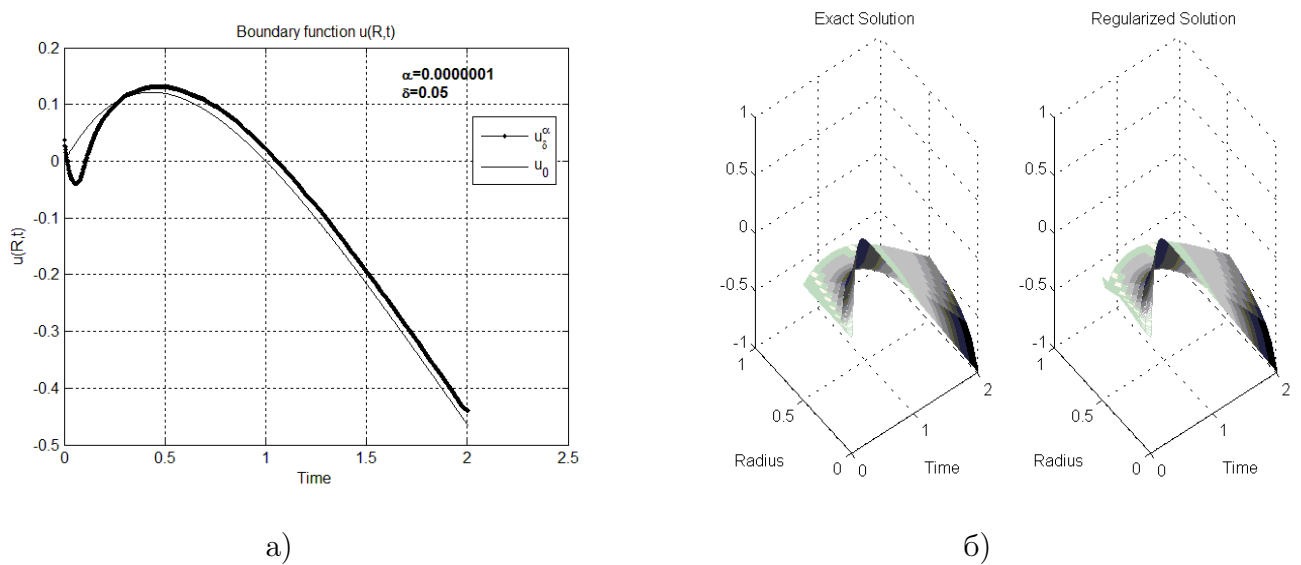 Boundary function u(R,t)
0.2
0.1
0
-0.1
-0.2
-0.3
-0.4
-0.5
u(R,t)
α=0.0000001
δ=0.05
u_δ^α
u_0
0 0.5 1 1.5 2 2.5
Time
а)
Exact Solution
1
0.5
0
-0.5
-1
1
0.5
0
Radius
0
1
2
Time
Regularized Solution
1
0.5
0
-0.5
-1
1
0.5
0
Radius
0
1
2
Time
б)